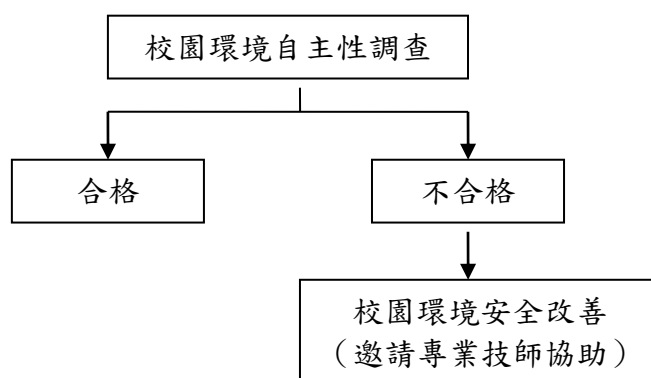 校園環境自主性調查
合格
不合格
校園環境安全改善
（邀請專業技師協助）